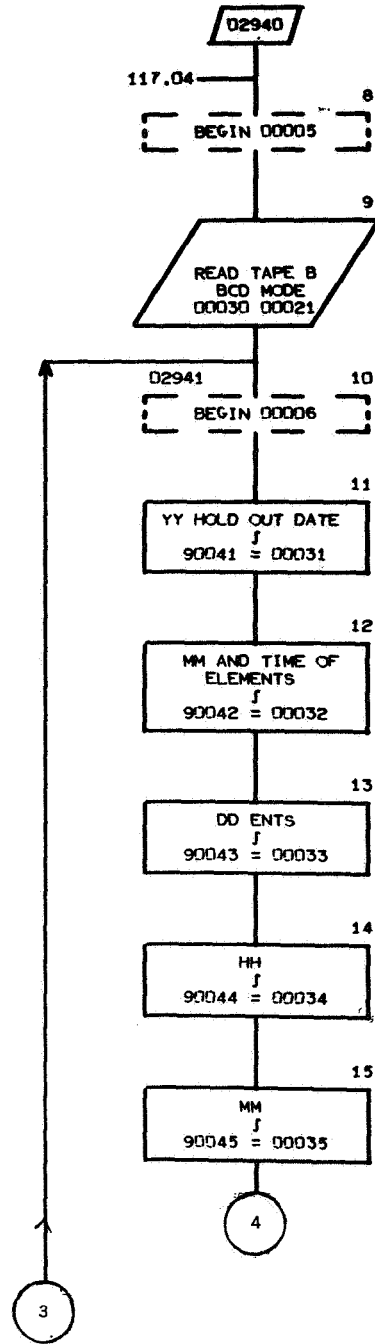 02940
117.04
8
BEGIN 00005
9
READ TAPE B
BCD MODE
00030 00021
02941
10
BEGIN 00006
11
YY HOLD OUT DATE
∫
90041 = 00031
12
MM AND TIME OF
ELEMENTS
∫
90042 = 00032
13
DD ENTS
∫
90043 = 00033
14
HH
∫
90044 = 00034
15
MM
∫
90045 = 00035
4
3